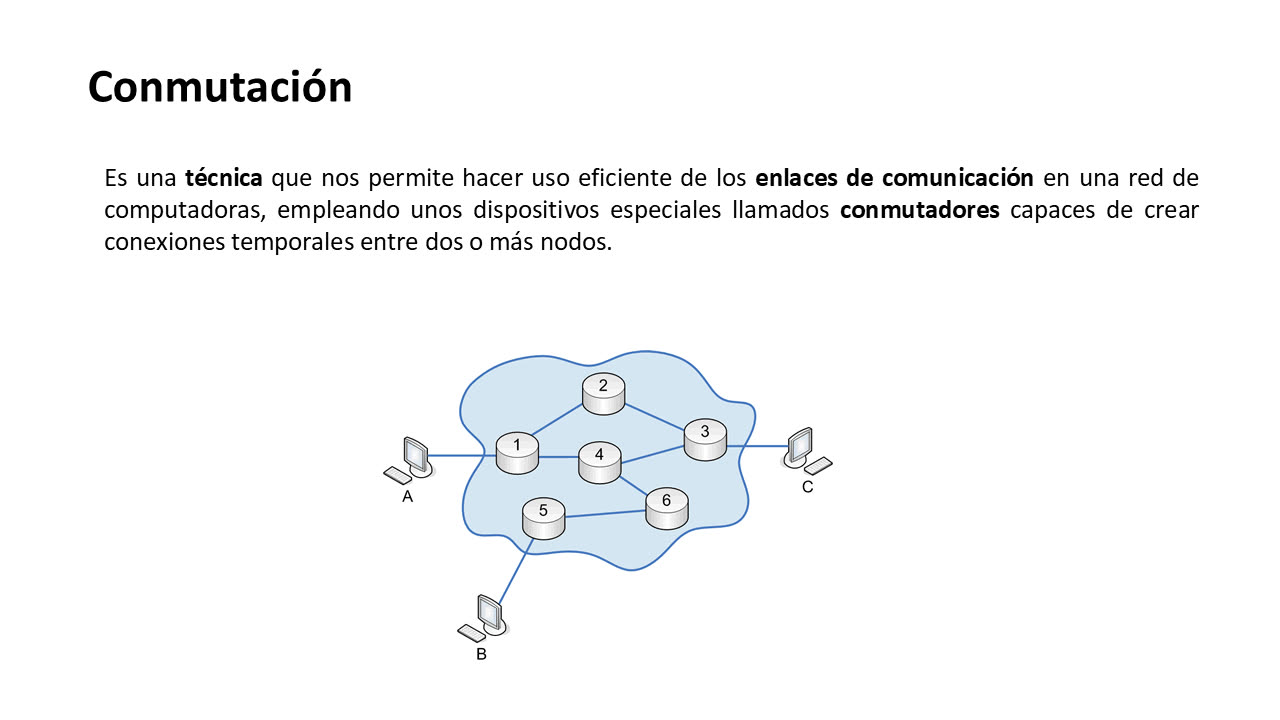 Conmutación
Es una técnica que nos permite hacer uso eficiente de los enlaces de comunicación en una red de
computadoras, empleando unos dispositivos especiales llamados conmutadores capaces de crear
conexiones temporales entre dos o más nodos.
2
3
1
4
A
C
6
5
B